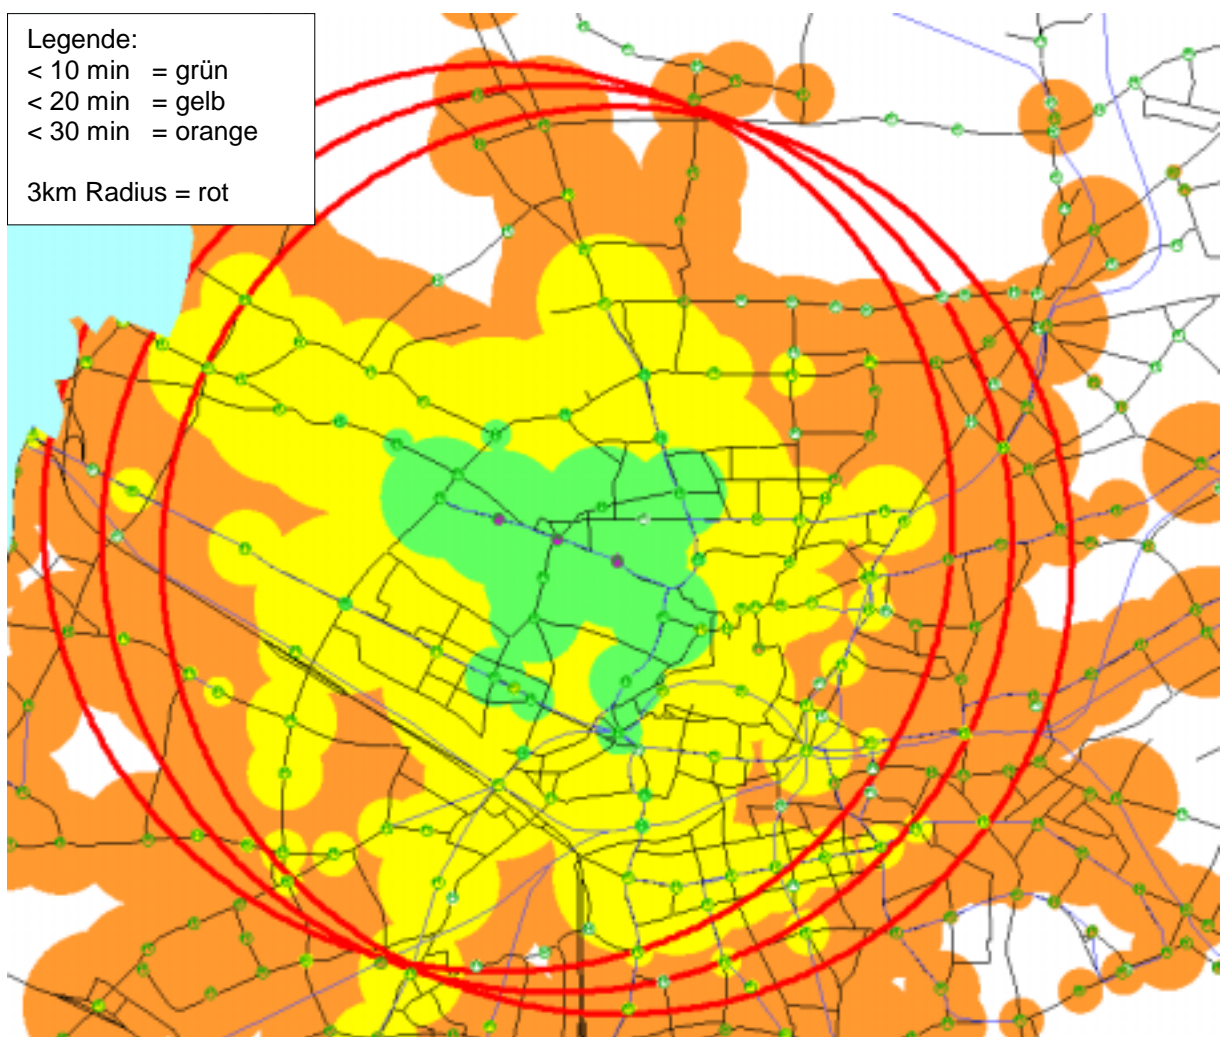 Legende:
< 10 min = grün
< 20 min = gelb
< 30 min = orange
3km Radius = rot